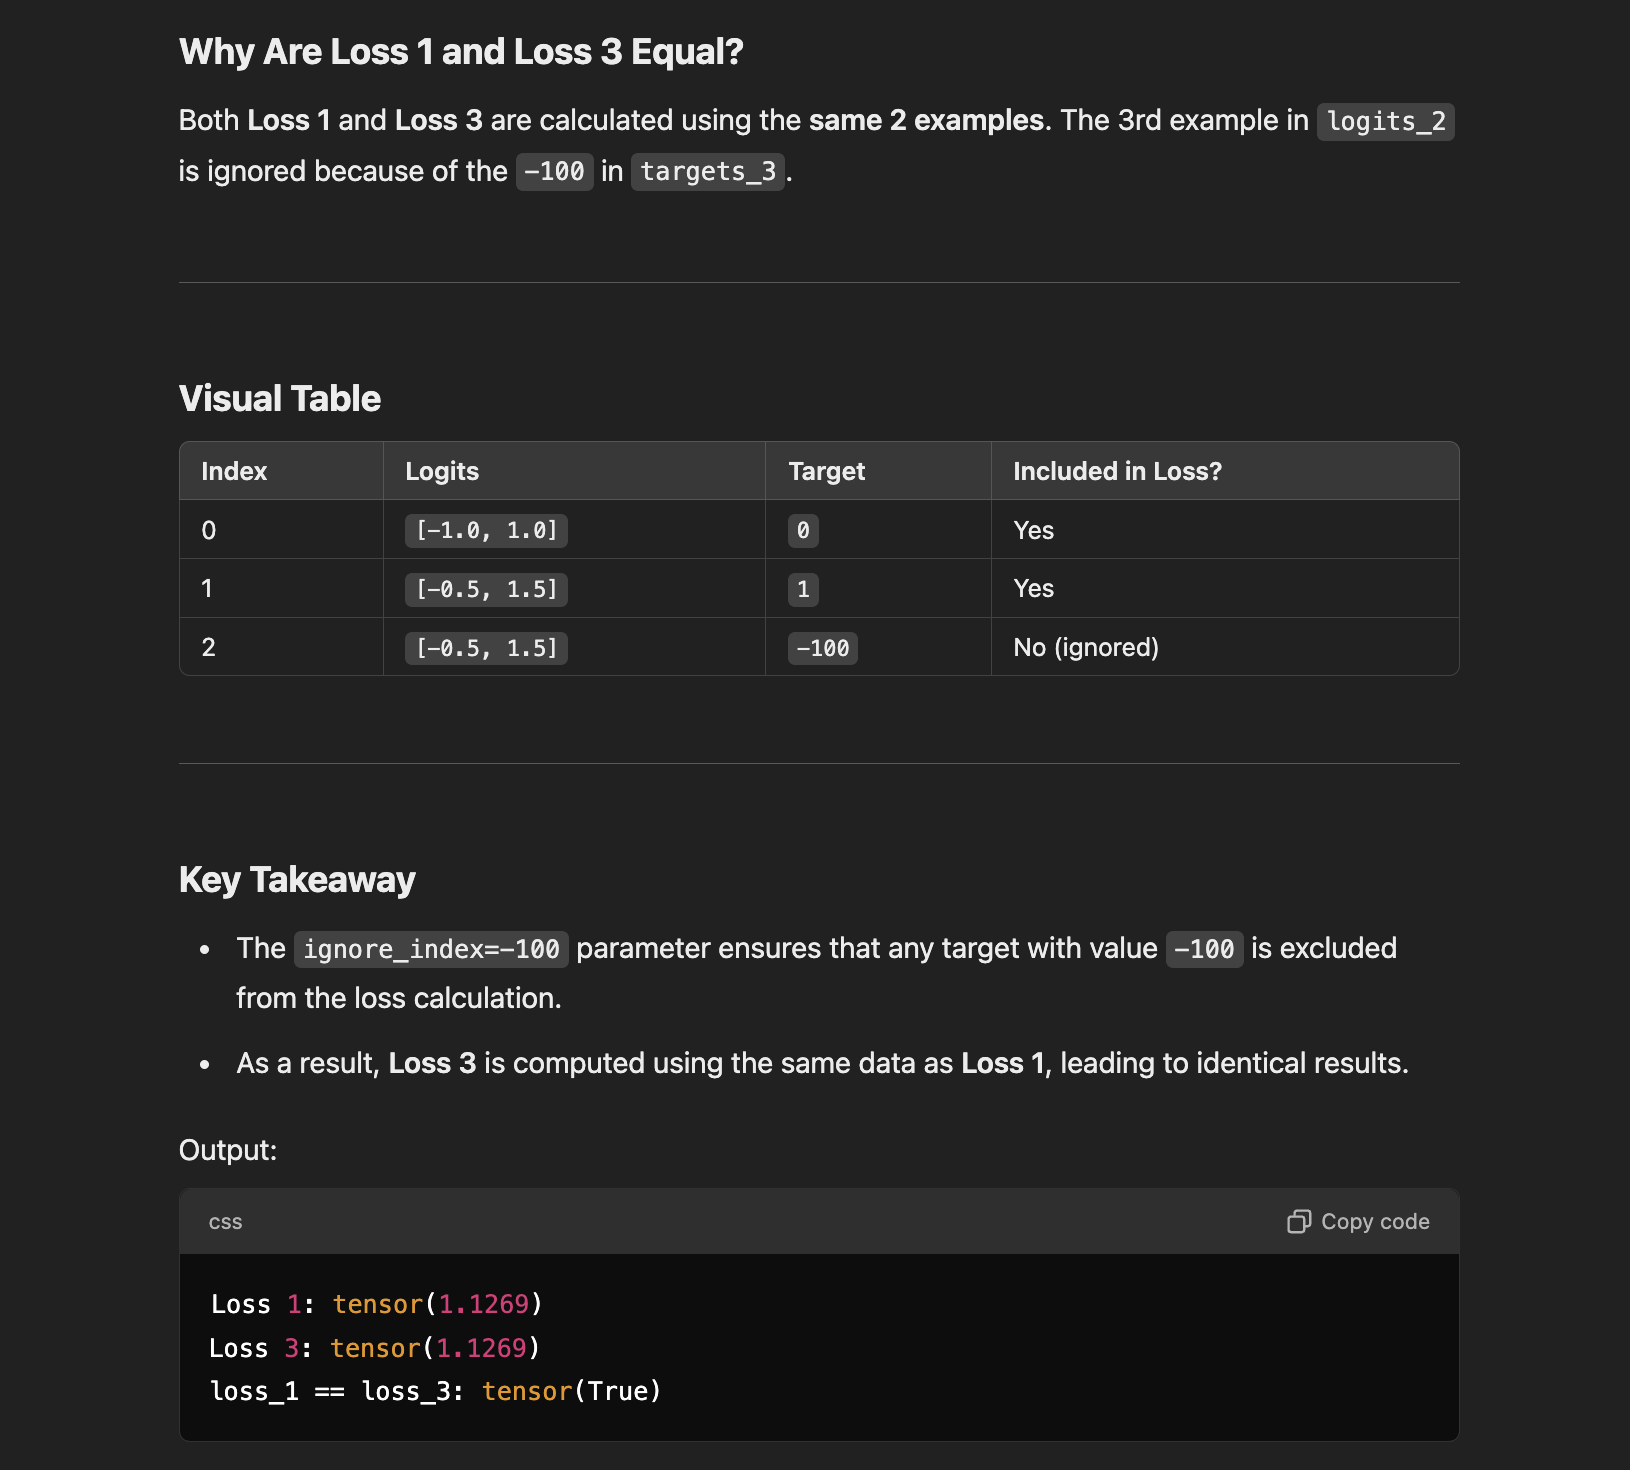 Why Are Loss 1 and Loss 3 Equal?
Both Loss 1 and Loss 3 are calculated using the same 2 examples. The 3rd example in logits_2
is ignored because of the -100 in targets_3.
Visual Table
Index Logits Target Included in Loss?
0 [-1.0, 1.0] 0 Yes
1 [-0.5, 1.5] 1 Yes
2 [-0.5, 1.5] -100 No (ignored)
Key Takeaway
• The ignore_index=-100 parameter ensures that any target with value -100 is excluded
from the loss calculation.
• As a result, Loss 3 is computed using the same data as Loss 1, leading to identical results.
Output:
css Copy code
Loss 1: tensor(1.1269)
Loss 3: tensor(1.1269)
loss_1 == loss_3: tensor(True)